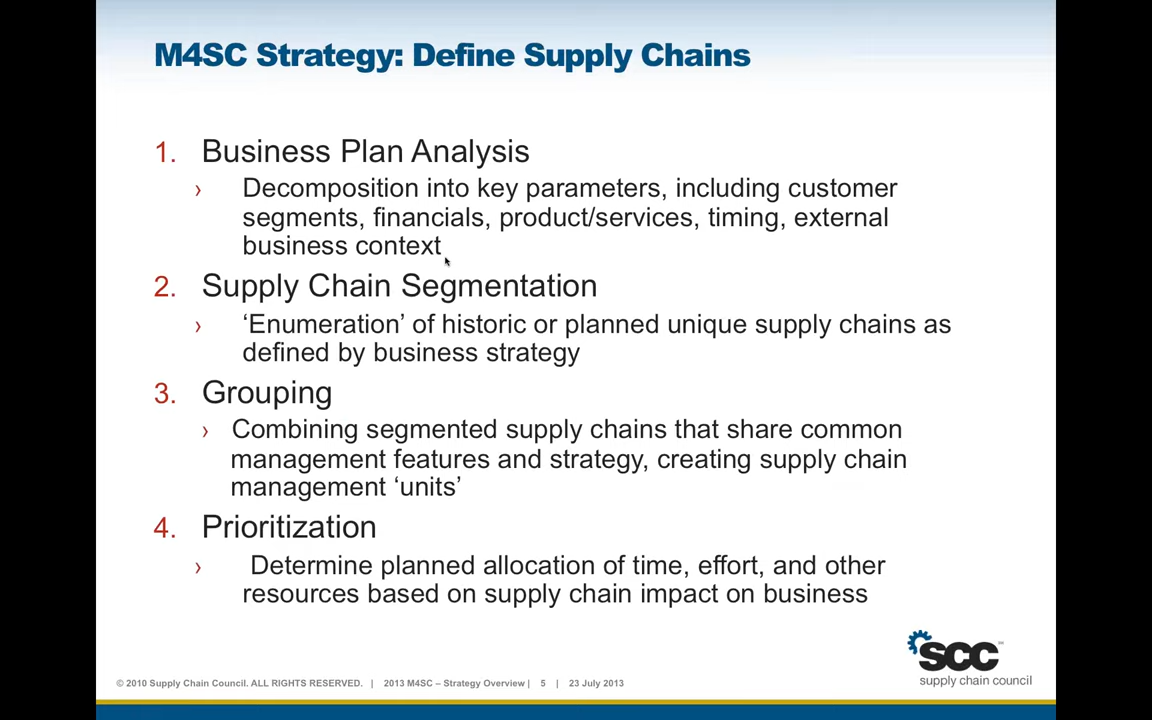 M4SC Strategy: Define Supply Chains
1. Business Plan Analysis
› Decomposition into key parameters, including customer
segments, financials, product/services, timing, external
business context
2. Supply Chain Segmentation
› ‘Enumeration’ of historic or planned unique supply chains as
defined by business strategy
3. Grouping
› Combining segmented supply chains that share common
management features and strategy, creating supply chain
management ‘units’
4. Prioritization
› Determine planned allocation of time, effort, and other
resources based on supply chain impact on business
SCC
supply chain council
© 2010 Supply Chain Council. ALL RIGHTS RESERVED. | 2013 M4SC – Strategy Overview | 5 | 23 July 2013